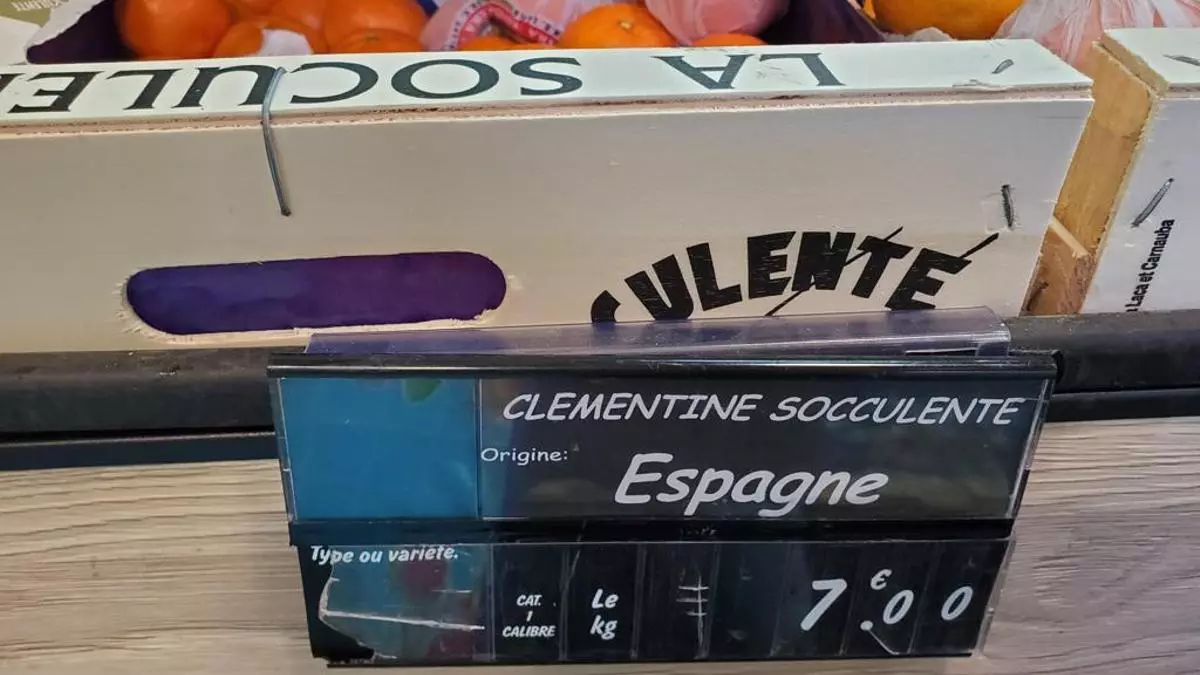 LA SOCULE
CULENTE
Laca et Carnauba
CLEMENTINE SOCCULENTE
Origine:
Espagne
Type ou variété.
CAT.
1
CALIBRE
Le
kg
7€.00